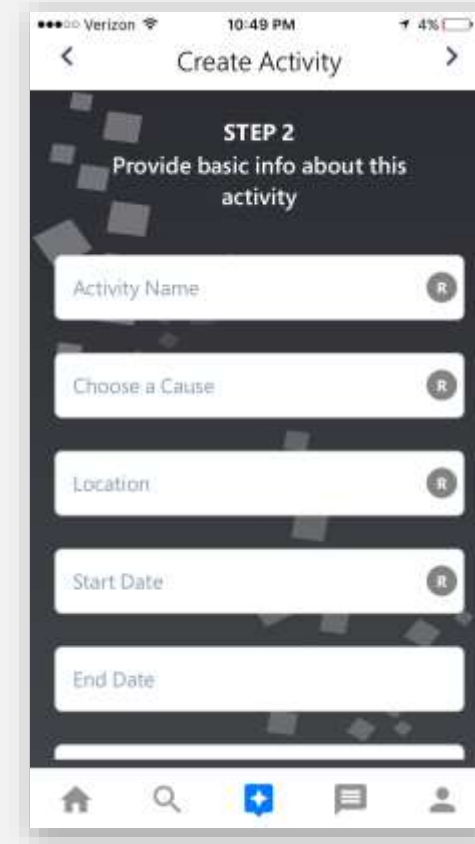 Verizon 10:49 PM 4%
Create Activity
STEP 2
Provide basic info about this
activity
Activity Name R
Choose a Cause R
Location R
Start Date R
End Date